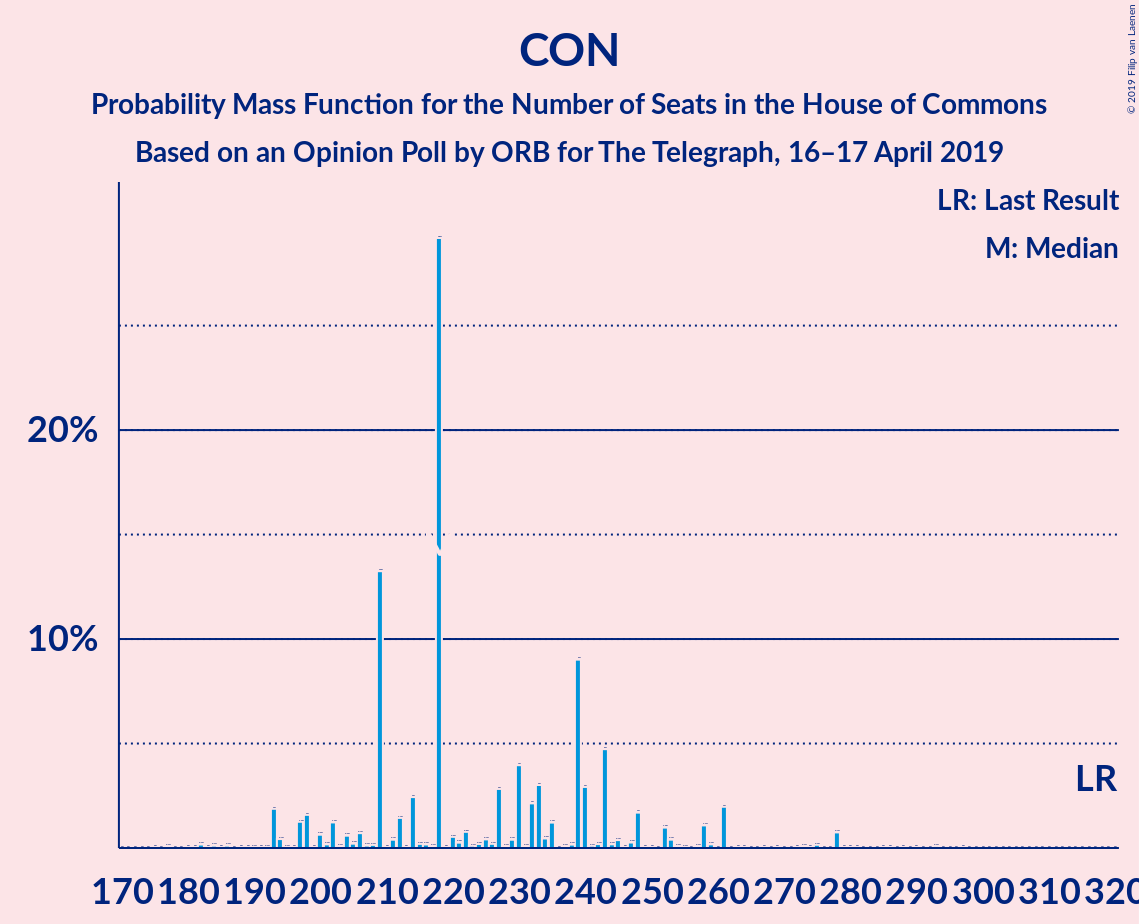 CON
Probability Mass Function for the Number of Seats in the House of Commons
Based on an Opinion Poll by ORB for The Telegraph, 16–17 April 2019
© 2019 Filip van Laenen
LR: Last Result
M: Median
20%
10%
LR
170 180 190 200 210 220 230 240 250 260 270 280 290 300 310 320